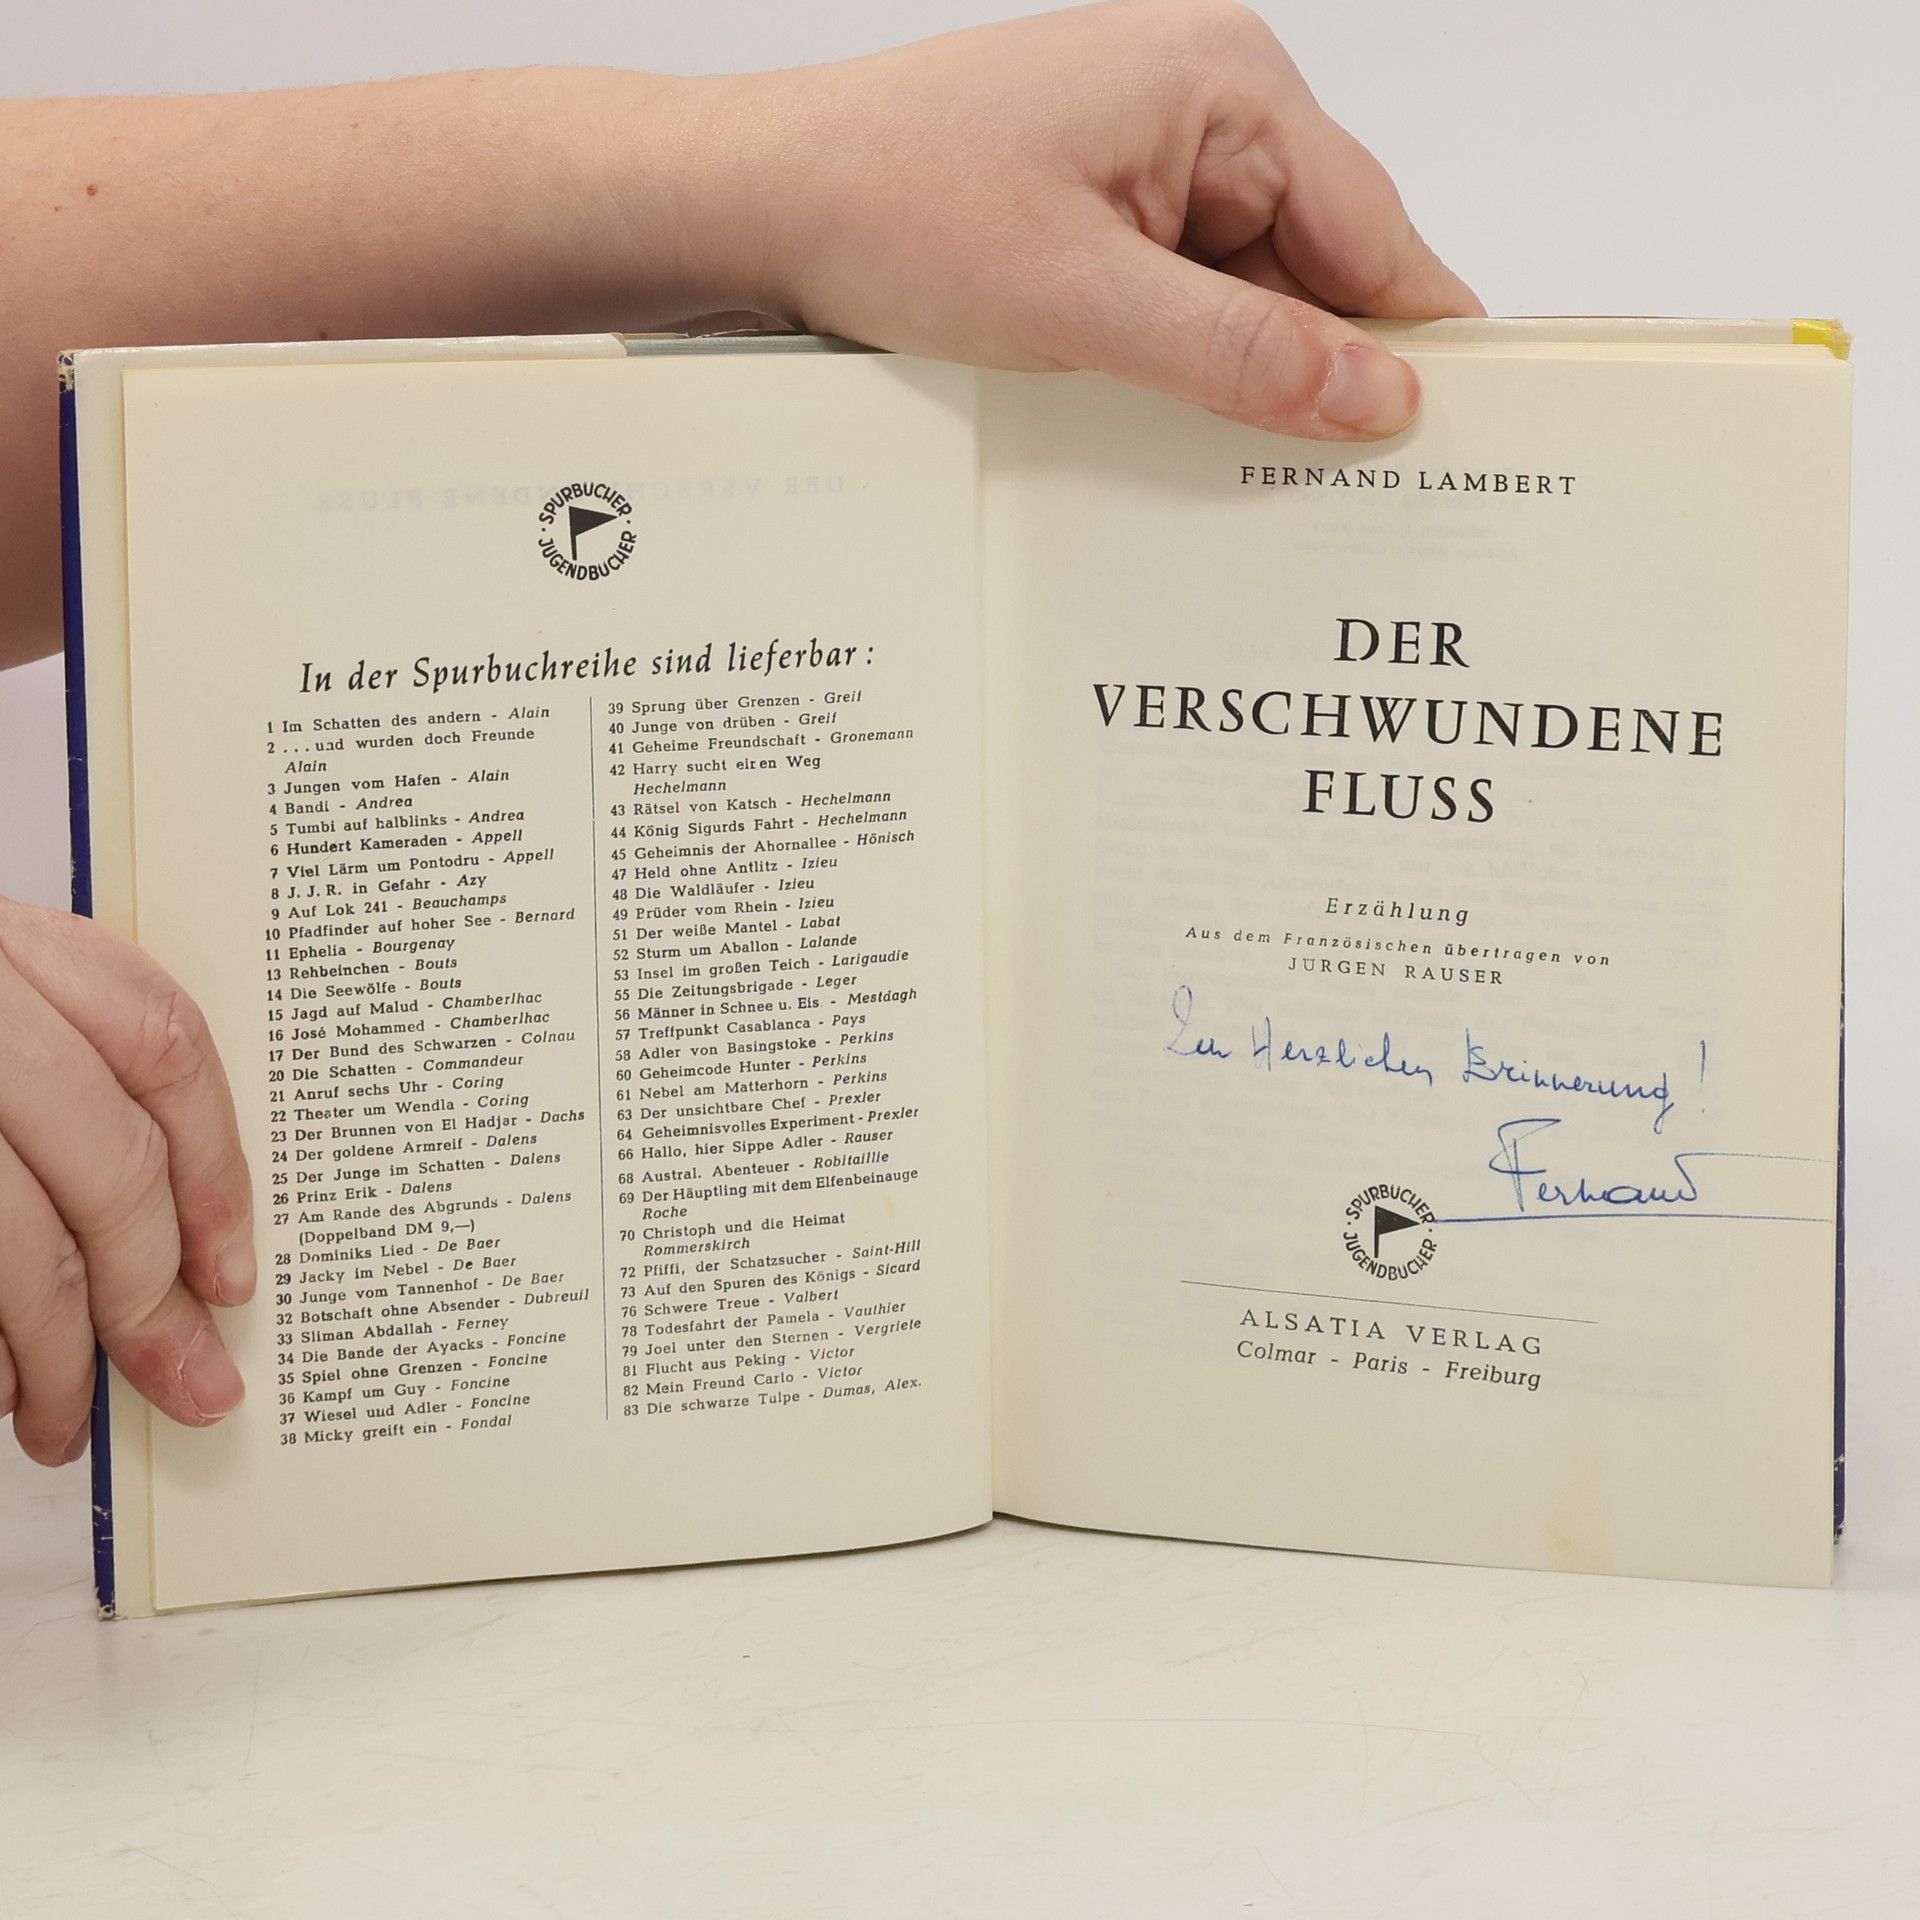 · SPURBÜCHER · JUGENDBÜCHER
In der Spurbuchreihe sind lieferbar :
1 Im Schatten des andern - Alain
2 . . . und wurden doch Freunde
Alain
3 Jungen vom Hafen - Alain
4 Bandi - Andrea
5 Tumbi auf halblinks - Andrea
6 Hundert Kameraden - Appell
7 Viel Lärm um Pontodru - Appell
8 J. J. R. in Gefahr - Azy
9 Auf Lok 241 - Beauchamps
10 Pfadfinder auf hoher See - Bernard
11 Ephelia - Bourgenay
13 Rehbeinchen - Bouts
14 Die Seewölfe - Bouts
15 Jagd auf Malud - Chamberlhac
16 José Mohammed - Chamberlhac
17 Der Bund des Schwarzen - Colnau
20 Die Schatten - Commandeur
21 Anruf sechs Uhr - Coring
22 Theater um Wendla - Coring
23 Der Brunnen von El Hadjar - Dachs
24 Der goldene Armreif - Dalens
25 Der Junge im Schatten - Dalens
26 Prinz Erik - Dalens
27 Am Rande des Abgrunds - Dalens
(Doppelband DM 9,—)
28 Dominiks Lied - De Baer
29 Jacky im Nebel - De Baer
30 Junge vom Tannenhof - De Baer
32 Botschaft ohne Absender - Dubreuil
33 Sliman Abdallah - Ferney
34 Die Bande der Ayacks - Foncine
35 Spiel ohne Grenzen - Foncine
36 Kampf um Guy - Foncine
37 Wiesel und Adler - Foncine
38 Micky greift ein - Fondal
39 Sprung über Grenzen - Greif
40 Junge von drüben - Greif
41 Geheime Freundschaft - Gronemann
42 Harry sucht einen Weg
Hechelmann
43 Rätsel von Katsch - Hechelmann
44 König Sigurds Fahrt - Hechelmann
45 Geheimnis der Ahornallee - Hönisch
47 Held ohne Antlitz - Izieu
48 Die Waldläufer - Izieu
49 Prüder vom Rhein - Izieu
51 Der weiße Mantel - Labat
52 Sturm um Aballon - Lalande
53 Insel im großen Teich - Larigaudie
55 Die Zeitungsbrigade - Leger
56 Männer in Schnee u. Eis - Mestdagh
57 Treffpunkt Casablanca - Pays
58 Adler von Basingstoke - Perkins
60 Geheimcode Hunter - Perkins
61 Nebel am Matterhorn - Perkins
63 Der unsichtbare Chef - Prexler
64 Geheimnisvolles Experiment - Prexler
66 Hallo, hier Sippe Adler - Rauser
68 Austral. Abenteuer - Robitaillie
69 Der Häuptling mit dem Elfenbeinauge
Roche
70 Christoph und die Heimat
Rommerskirch
72 Pfiffi, der Schatzsucher - Saint-Hill
73 Auf den Spuren des Königs - Sicard
76 Schwere Treue - Valbert
78 Todesfahrt der Pamela - Vauthier
79 Joel unter den Sternen - Vergriete
81 Flucht aus Peking - Victor
82 Mein Freund Carlo - Victor
83 Die schwarze Tulpe - Dumas, Alex.
FERNAND LAMBERT
DER
VERSCHWUNDENE
FLUSS
Erzählung
Aus dem Französischen übertragen von
JÜRGEN RAUSER
Herzlichen Erinnerung !
Fernand
· SPURBÜCHER · JUGENDBÜCHER
ALSATIA VERLAG
Colmar - Paris - Freiburg